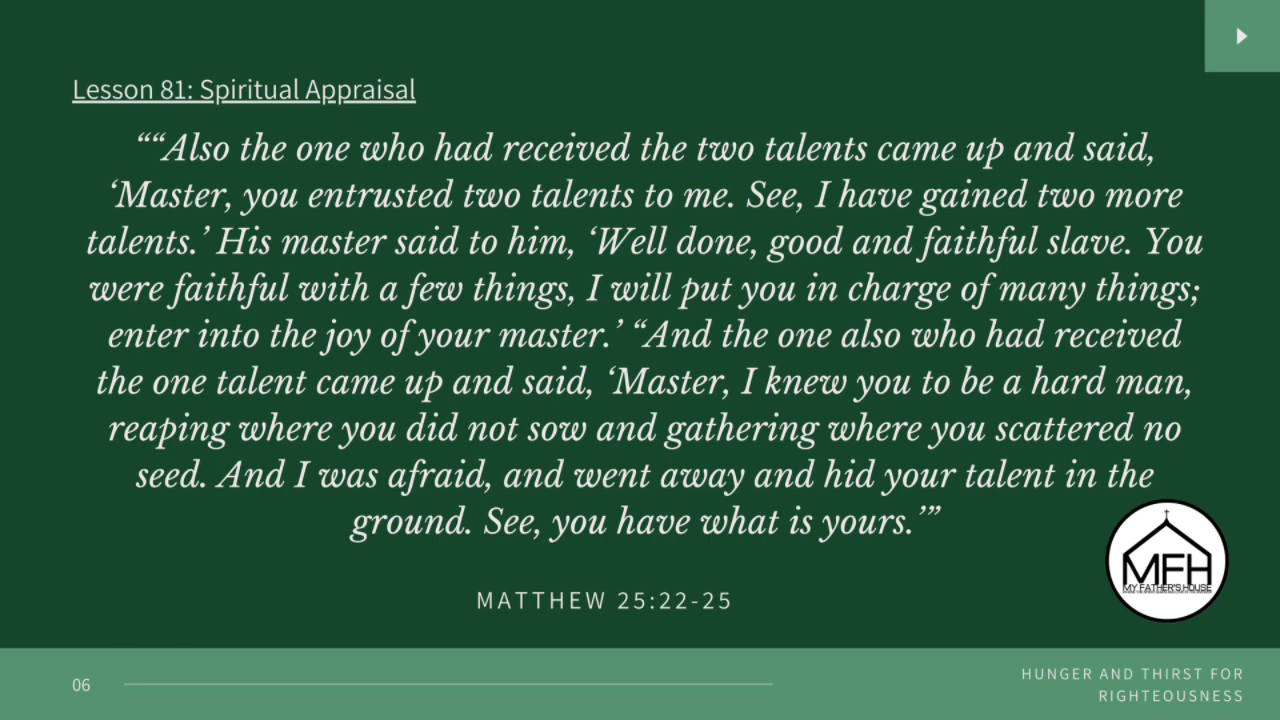 Lesson 81: Spiritual Appraisal
““Also the one who had received the two talents came up and said,
‘Master, you entrusted two talents to me. See, I have gained two more
talents.’ His master said to him, ‘Well done, good and faithful slave. You
were faithful with a few things, I will put you in charge of many things;
enter into the joy of your master.’ “And the one also who had received
the one talent came up and said, ‘Master, I knew you to be a hard man,
reaping where you did not sow and gathering where you scattered no
seed. And I was afraid, and went away and hid your talent in the
ground. See, you have what is yours.’”
MATTHEW 25:22-25
MFH
MY FATHER'S HOUSE
06
HUNGER AND THIRST FOR
RIGHTEOUSNESS